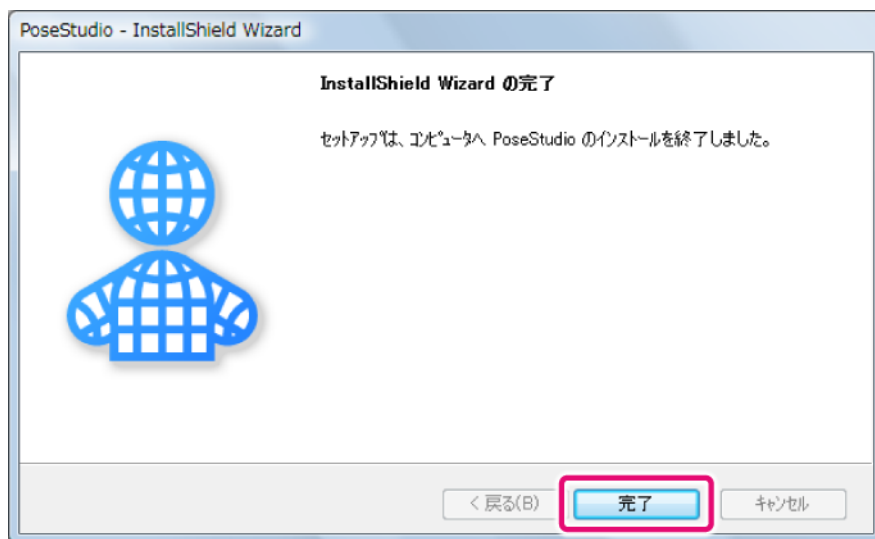 PoseStudio - InstallShield Wizard
InstallShield Wizard の完了
セットアップは、コンピュータへ PoseStudio のインストールを終了しました。
< 戻る(B)
完了
キャンセル